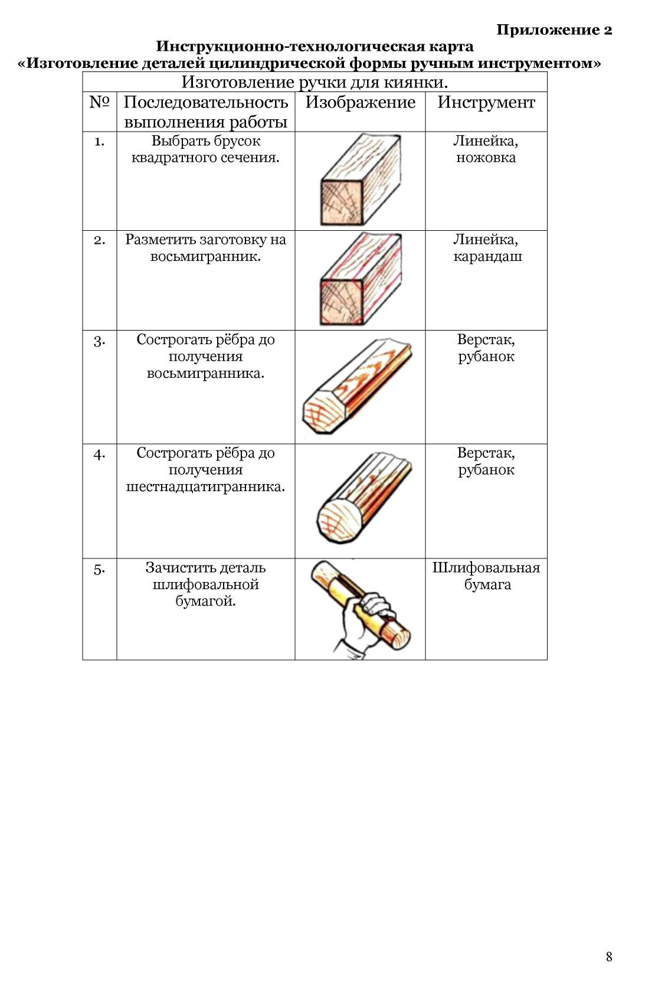 Приложение 2
Инструкционно-технологическая карта
«Изготовление деталей цилиндрической формы ручным инструментом»
Изготовление ручки для киянки.
№ Последовательность выполнения работы Изображение Инструмент
1. Выбрать брусок Линейка,
квадратного сечения. ножовка
2. Разметить заготовку на Линейка,
восьмигранник. карандаш
3. Сострогать рёбра до Верстак,
получения рубанок
восьмигранника.
4. Сострогать рёбра до Верстак,
получения рубанок
шестнадцатигранника.
5. Зачистить деталь Шлифовальная
шлифовальной бумага
бумагой.
8